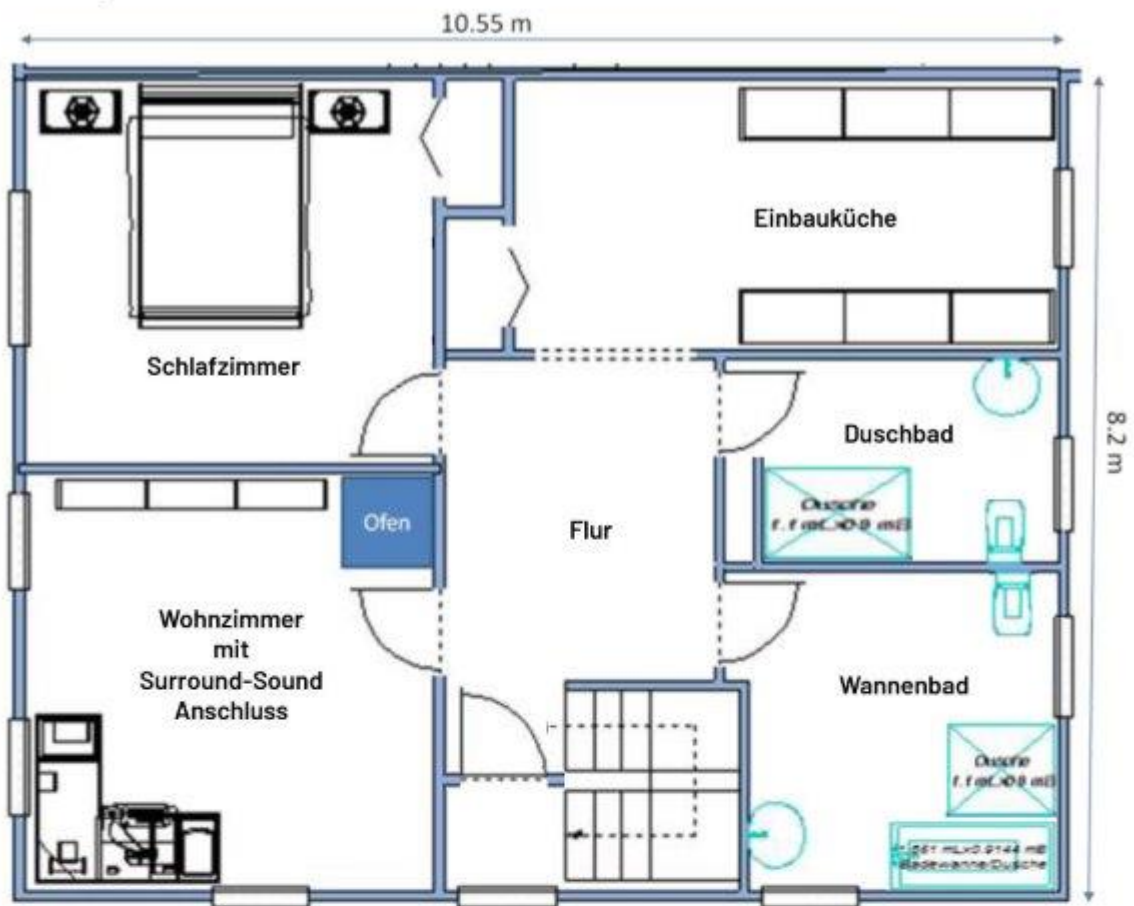 10.55 m
8.2 m
Einbauküche
Schlafzimmer
Duschbad
Ofen
Flur
Wohnzimmer
mit
Surround-Sound
Anschluss
Wannenbad
Dusche
Dusche
Badewanne/Dusche